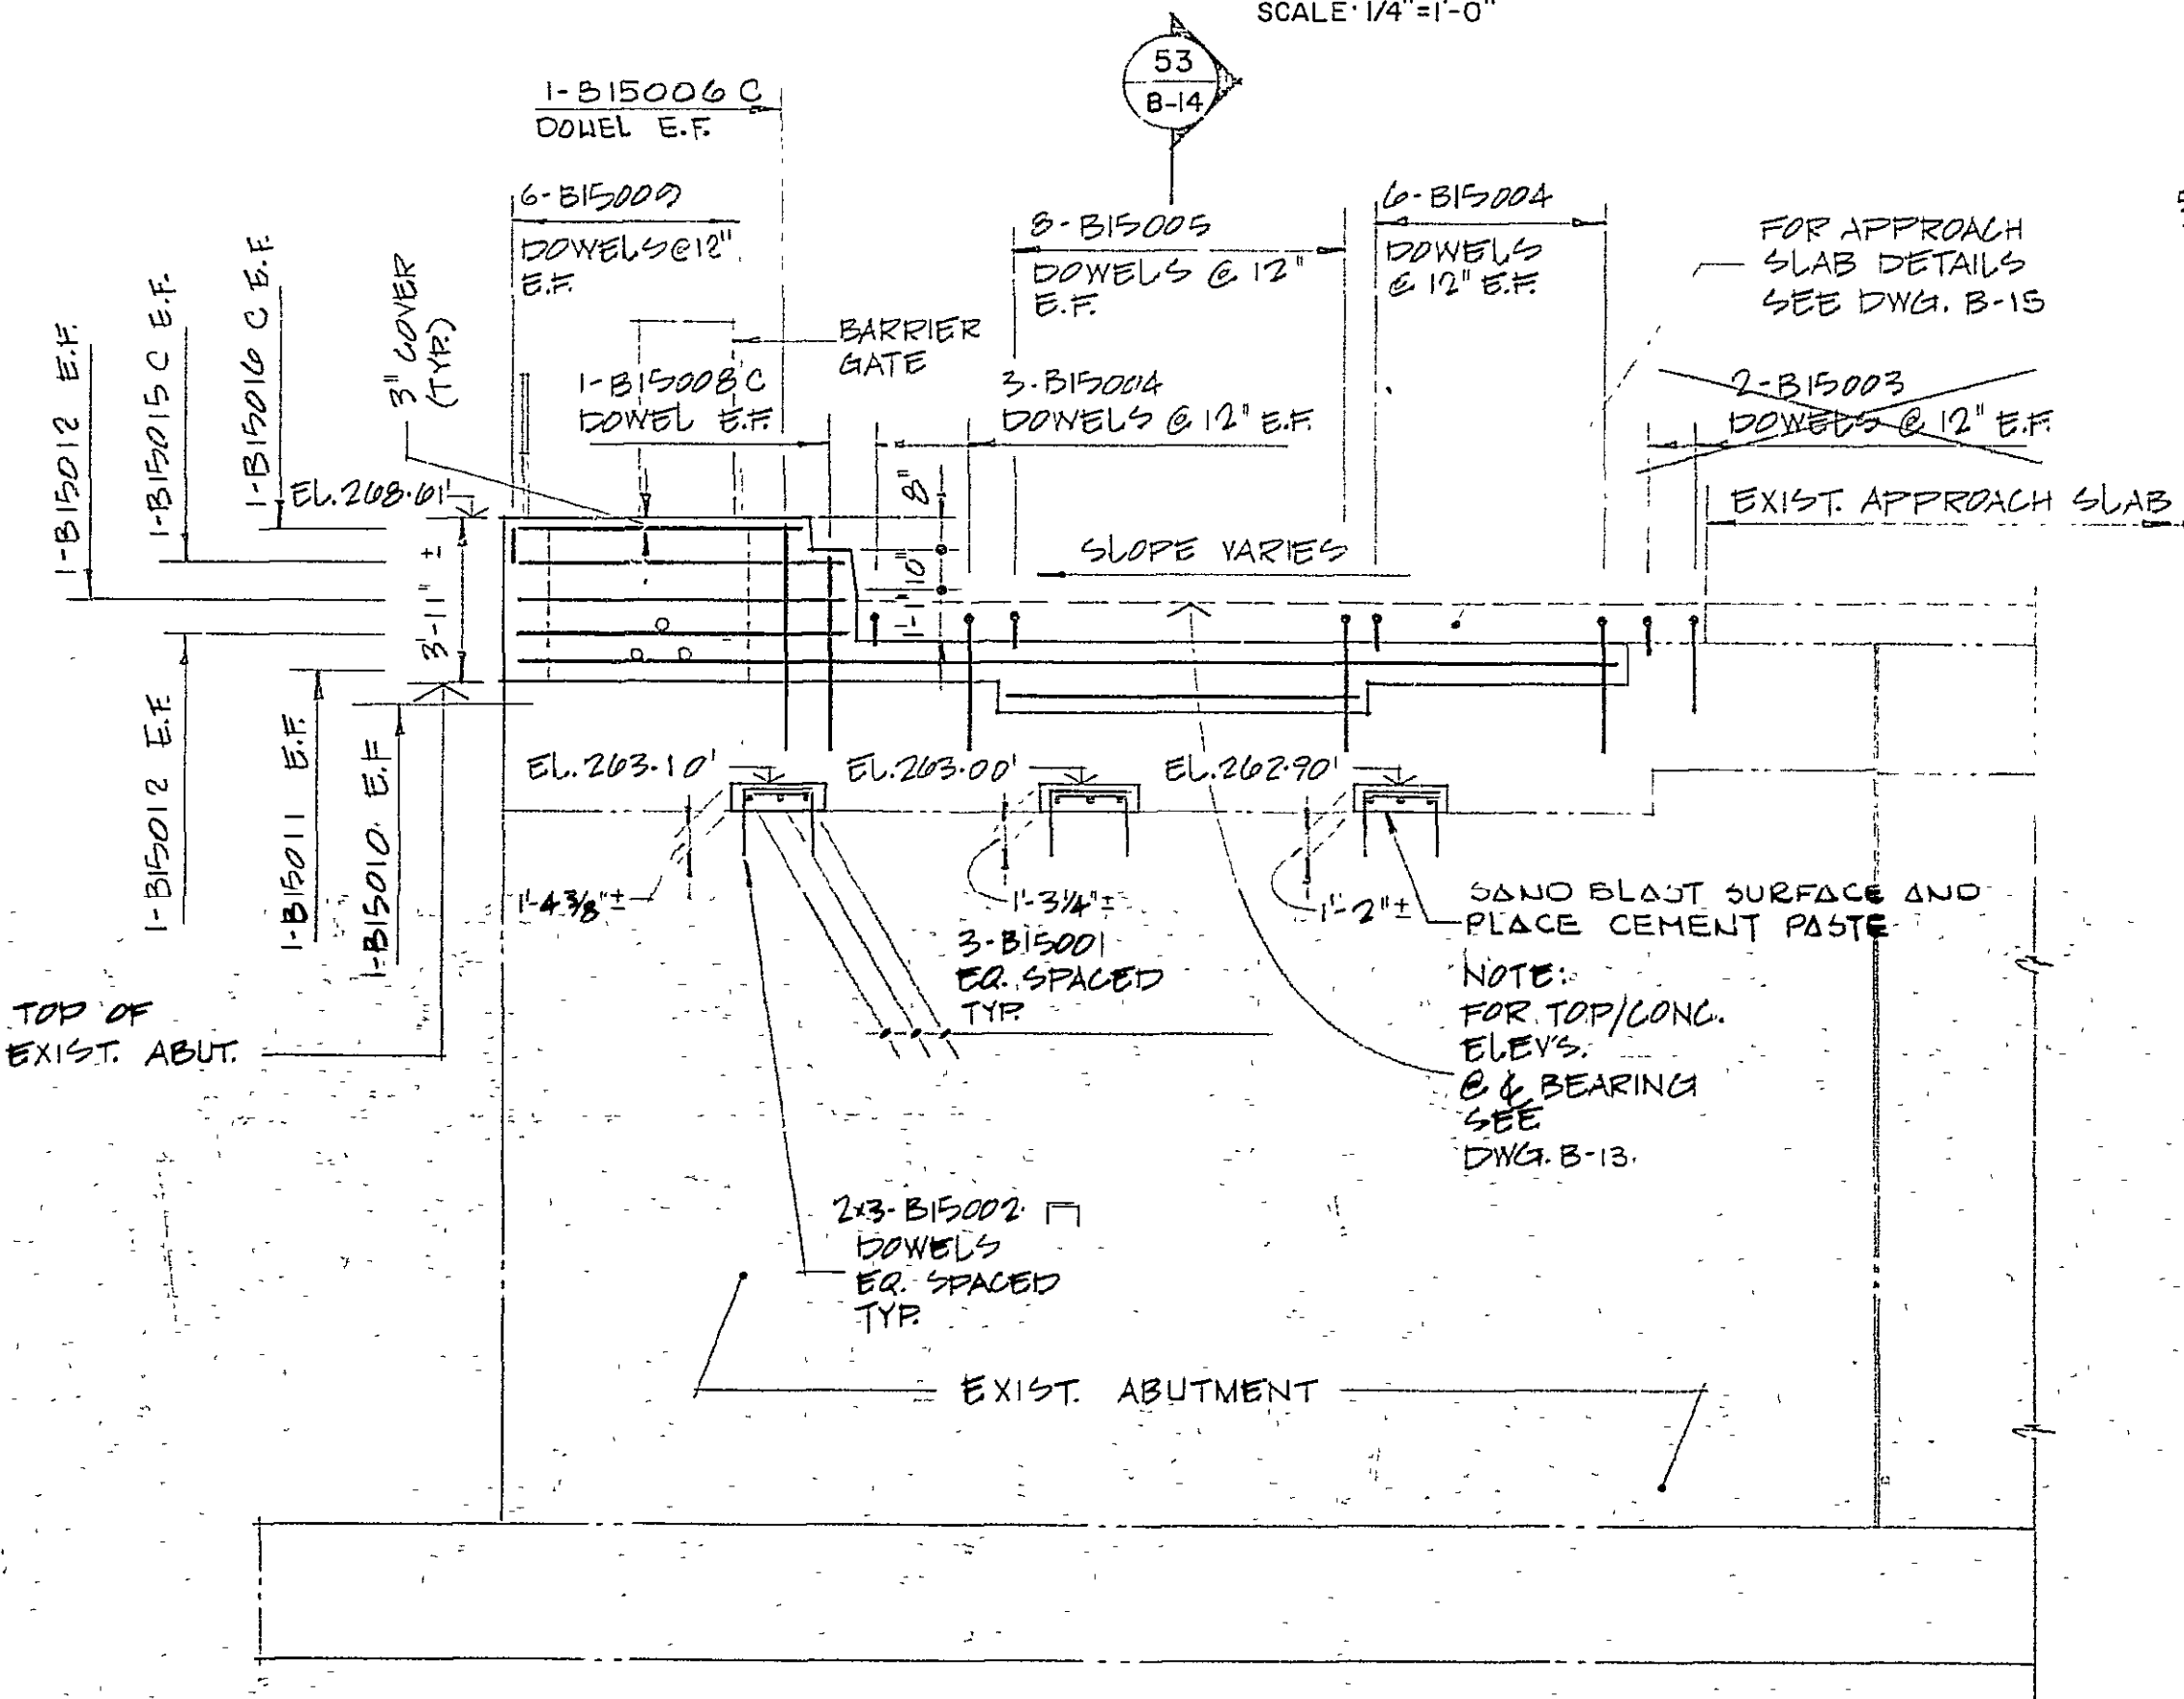 SCALE·1/4"=1'-0"
53
B-14
1-B15006 C
DOWEL E.F.
6-B15009
DOWELS @ 12"
E.F.
8-B15005
DOWELS @ 12"
E.F.
6-B15004
DOWELS
@ 12" E.F.
FOR APPROACH
SLAB DETAILS
SEE DWG. B-15
BARRIER
GATE
1-B15008 C
DOWEL E.F.
3-B15004
DOWELS @ 12" E.F.
2-B15003
DOWELS @ 12" E.F.
EXIST. APPROACH SLAB
1-B15012 E.F.
1-B15015 C E.F.
1-B15016 C E.F.
3" COVER
(TYP.)
EL. 268.61'
3'-11" ±
8"
10"
1'-1"
SLOPE VARIES
1-B15012 E.F.
1-B15011 E.F.
1-B15010 E.F
EL. 263.10'
EL. 263.00'
EL. 262.90'
1'-4 3/8" ±
1'-3 1/4" ±
1'-2" ±
SAND BLAST SURFACE AND
PLACE CEMENT PASTE
3-B15001
EQ. SPACED
TYP.
NOTE:
FOR TOP/CONC.
ELEV'S.
@ ℄ BEARING
SEE
DWG. B-13.
TOP OF
EXIST. ABUT.
2x3-B15002
DOWELS
EQ. SPACED
TYP.
EXIST. ABUTMENT